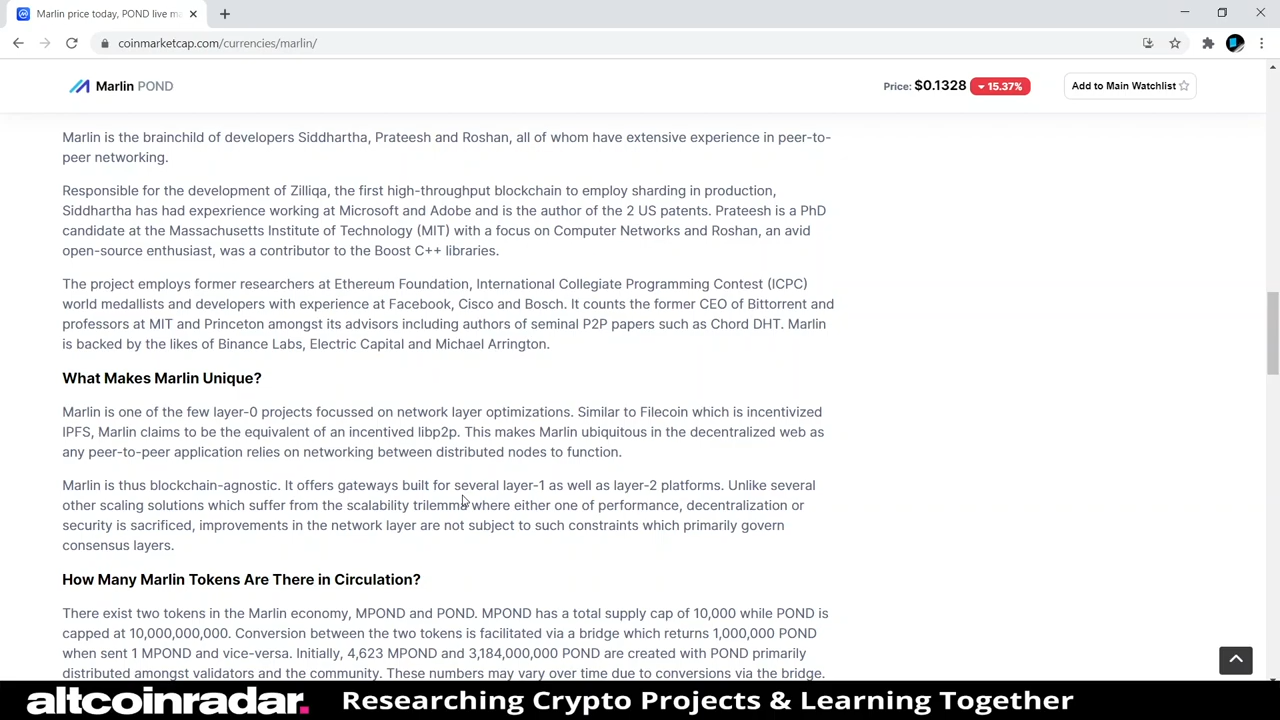 Marlin price today, POND live ma
coinmarketcap.com/currencies/marlin/
Marlin POND
Price: $0.1328 15.37%
Add to Main Watchlist
Marlin is the brainchild of developers Siddhartha, Prateesh and Roshan, all of whom have extensive experience in peer-to-
peer networking.
Responsible for the development of Zilliqa, the first high-throughput blockchain to employ sharding in production,
Siddhartha has had expexrience working at Microsoft and Adobe and is the author of the 2 US patents. Prateesh is a PhD
candidate at the Massachusetts Institute of Technology (MIT) with a focus on Computer Networks and Roshan, an avid
open-source enthusiast, was a contributor to the Boost C++ libraries.
The project employs former researchers at Ethereum Foundation, International Collegiate Programming Contest (ICPC)
world medallists and developers with experience at Facebook, Cisco and Bosch. It counts the former CEO of Bittorrent and
professors at MIT and Princeton amongst its advisors including authors of seminal P2P papers such as Chord DHT. Marlin
is backed by the likes of Binance Labs, Electric Capital and Michael Arrington.
What Makes Marlin Unique?
Marlin is one of the few layer-0 projects focussed on network layer optimizations. Similar to Filecoin which is incentivized
IPFS, Marlin claims to be the equivalent of an incentived libp2p. This makes Marlin ubiquitous in the decentralized web as
any peer-to-peer application relies on networking between distributed nodes to function.
Marlin is thus blockchain-agnostic. It offers gateways built for several layer-1 as well as layer-2 platforms. Unlike several
other scaling solutions which suffer from the scalability trilemma where either one of performance, decentralization or
security is sacrificed, improvements in the network layer are not subject to such constraints which primarily govern
consensus layers.
How Many Marlin Tokens Are There in Circulation?
There exist two tokens in the Marlin economy, MPOND and POND. MPOND has a total supply cap of 10,000 while POND is
capped at 10,000,000,000. Conversion between the two tokens is facilitated via a bridge which returns 1,000,000 POND
when sent 1 MPOND and vice-versa. Initially, 4,623 MPOND and 3,184,000,000 POND are created with POND primarily
distributed amongst validators and the community. These numbers may vary over time due to conversions via the bridge.
altcoinradar. Researching Crypto Projects & Learning Together